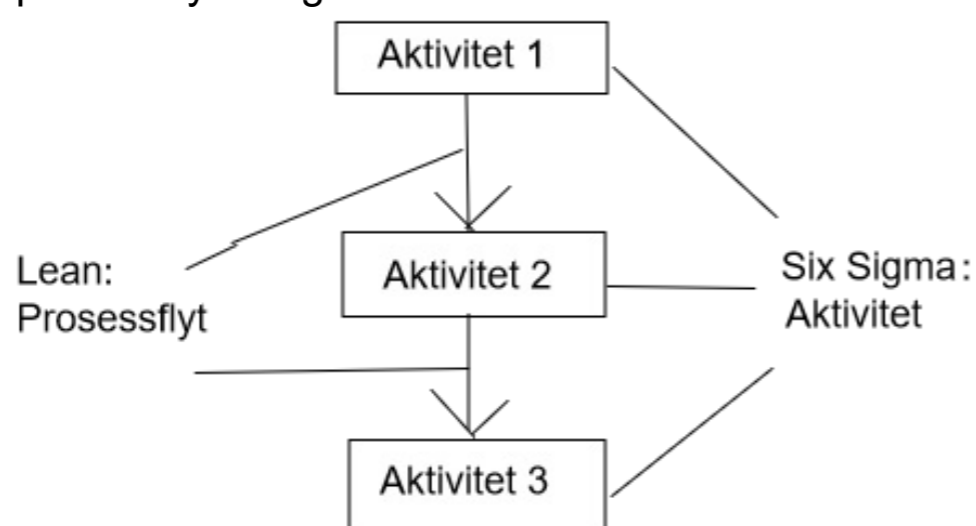 Aktivitet 1
Aktivitet 2
Lean:
Prosessflyt
Six Sigma:
Aktivitet
Aktivitet 3